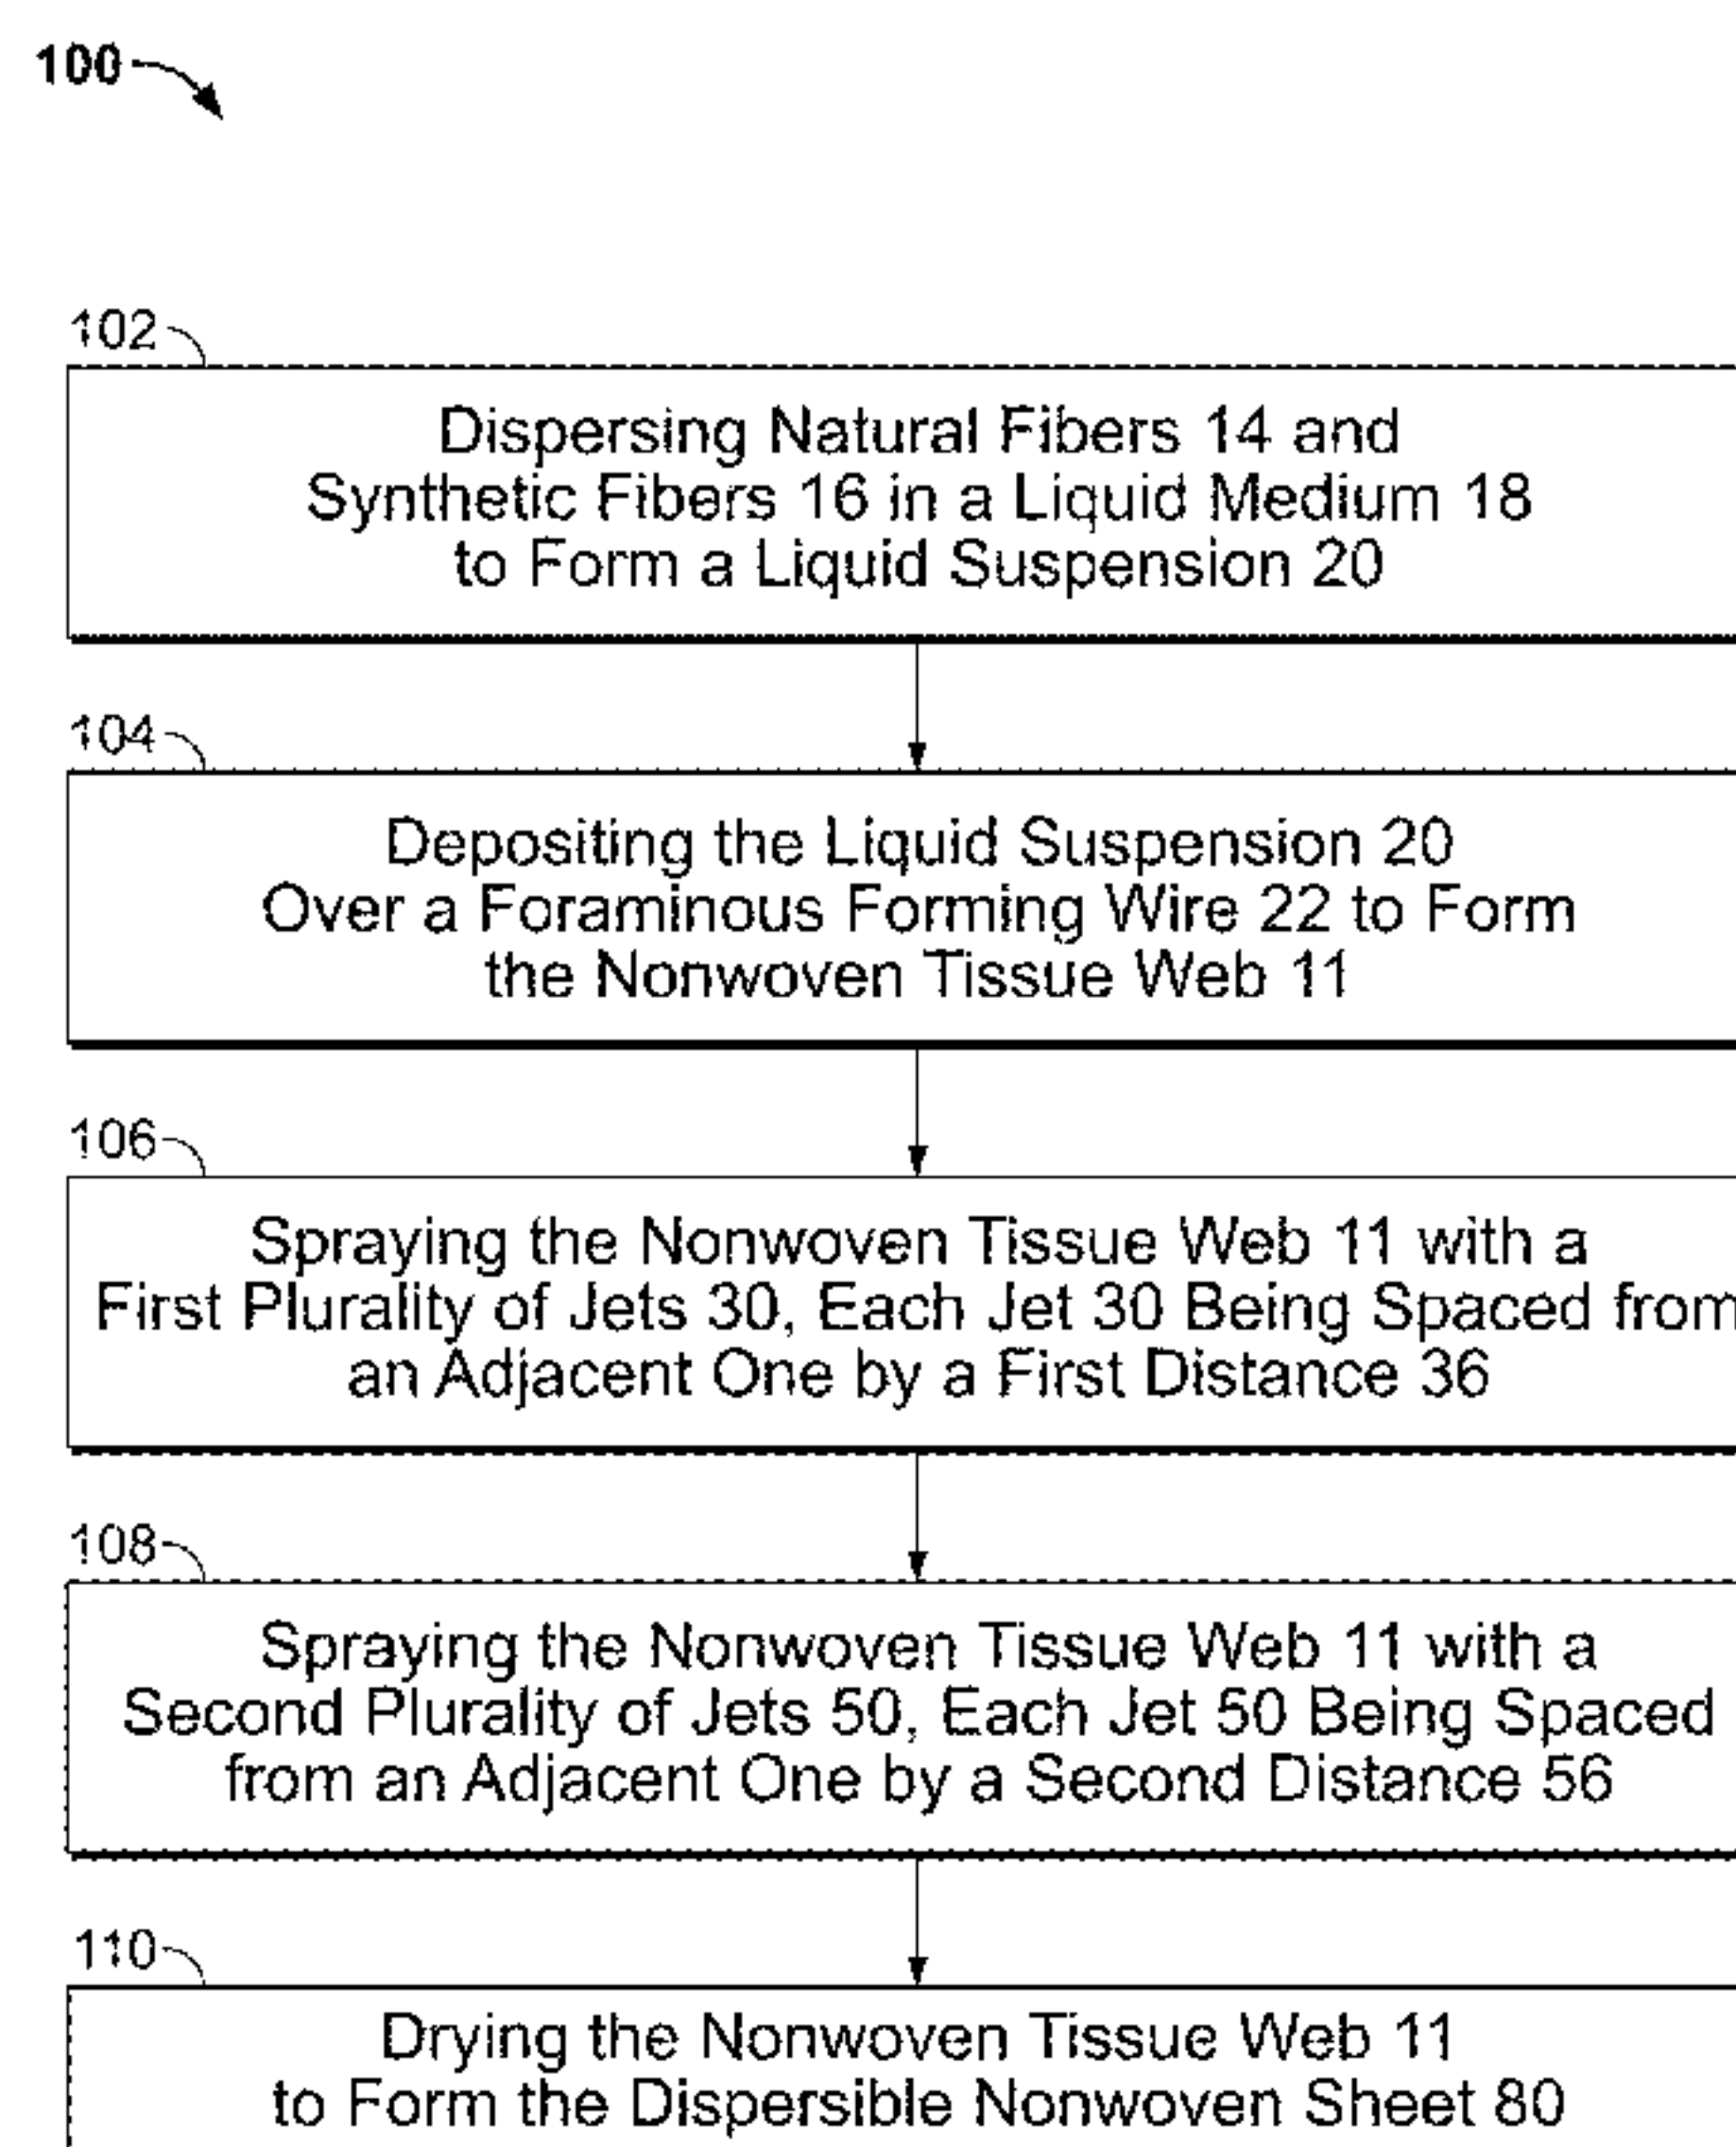 100
102
Dispersing Natural Fibers 14 and
Synthetic Fibers 16 in a Liquid Medium 18
to Form a Liquid Suspension 20
104
Depositing the Liquid Suspension 20
Over a Foraminous Forming Wire 22 to Form
the Nonwoven Tissue Web 11
106
Spraying the Nonwoven Tissue Web 11 with a
First Plurality of Jets 30, Each Jet 30 Being Spaced from
an Adjacent One by a First Distance 36
108
Spraying the Nonwoven Tissue Web 11 with a
Second Plurality of Jets 50, Each Jet 50 Being Spaced
from an Adjacent One by a Second Distance 56
110
Drying the Nonwoven Tissue Web 11
to Form the Dispersible Nonwoven Sheet 80